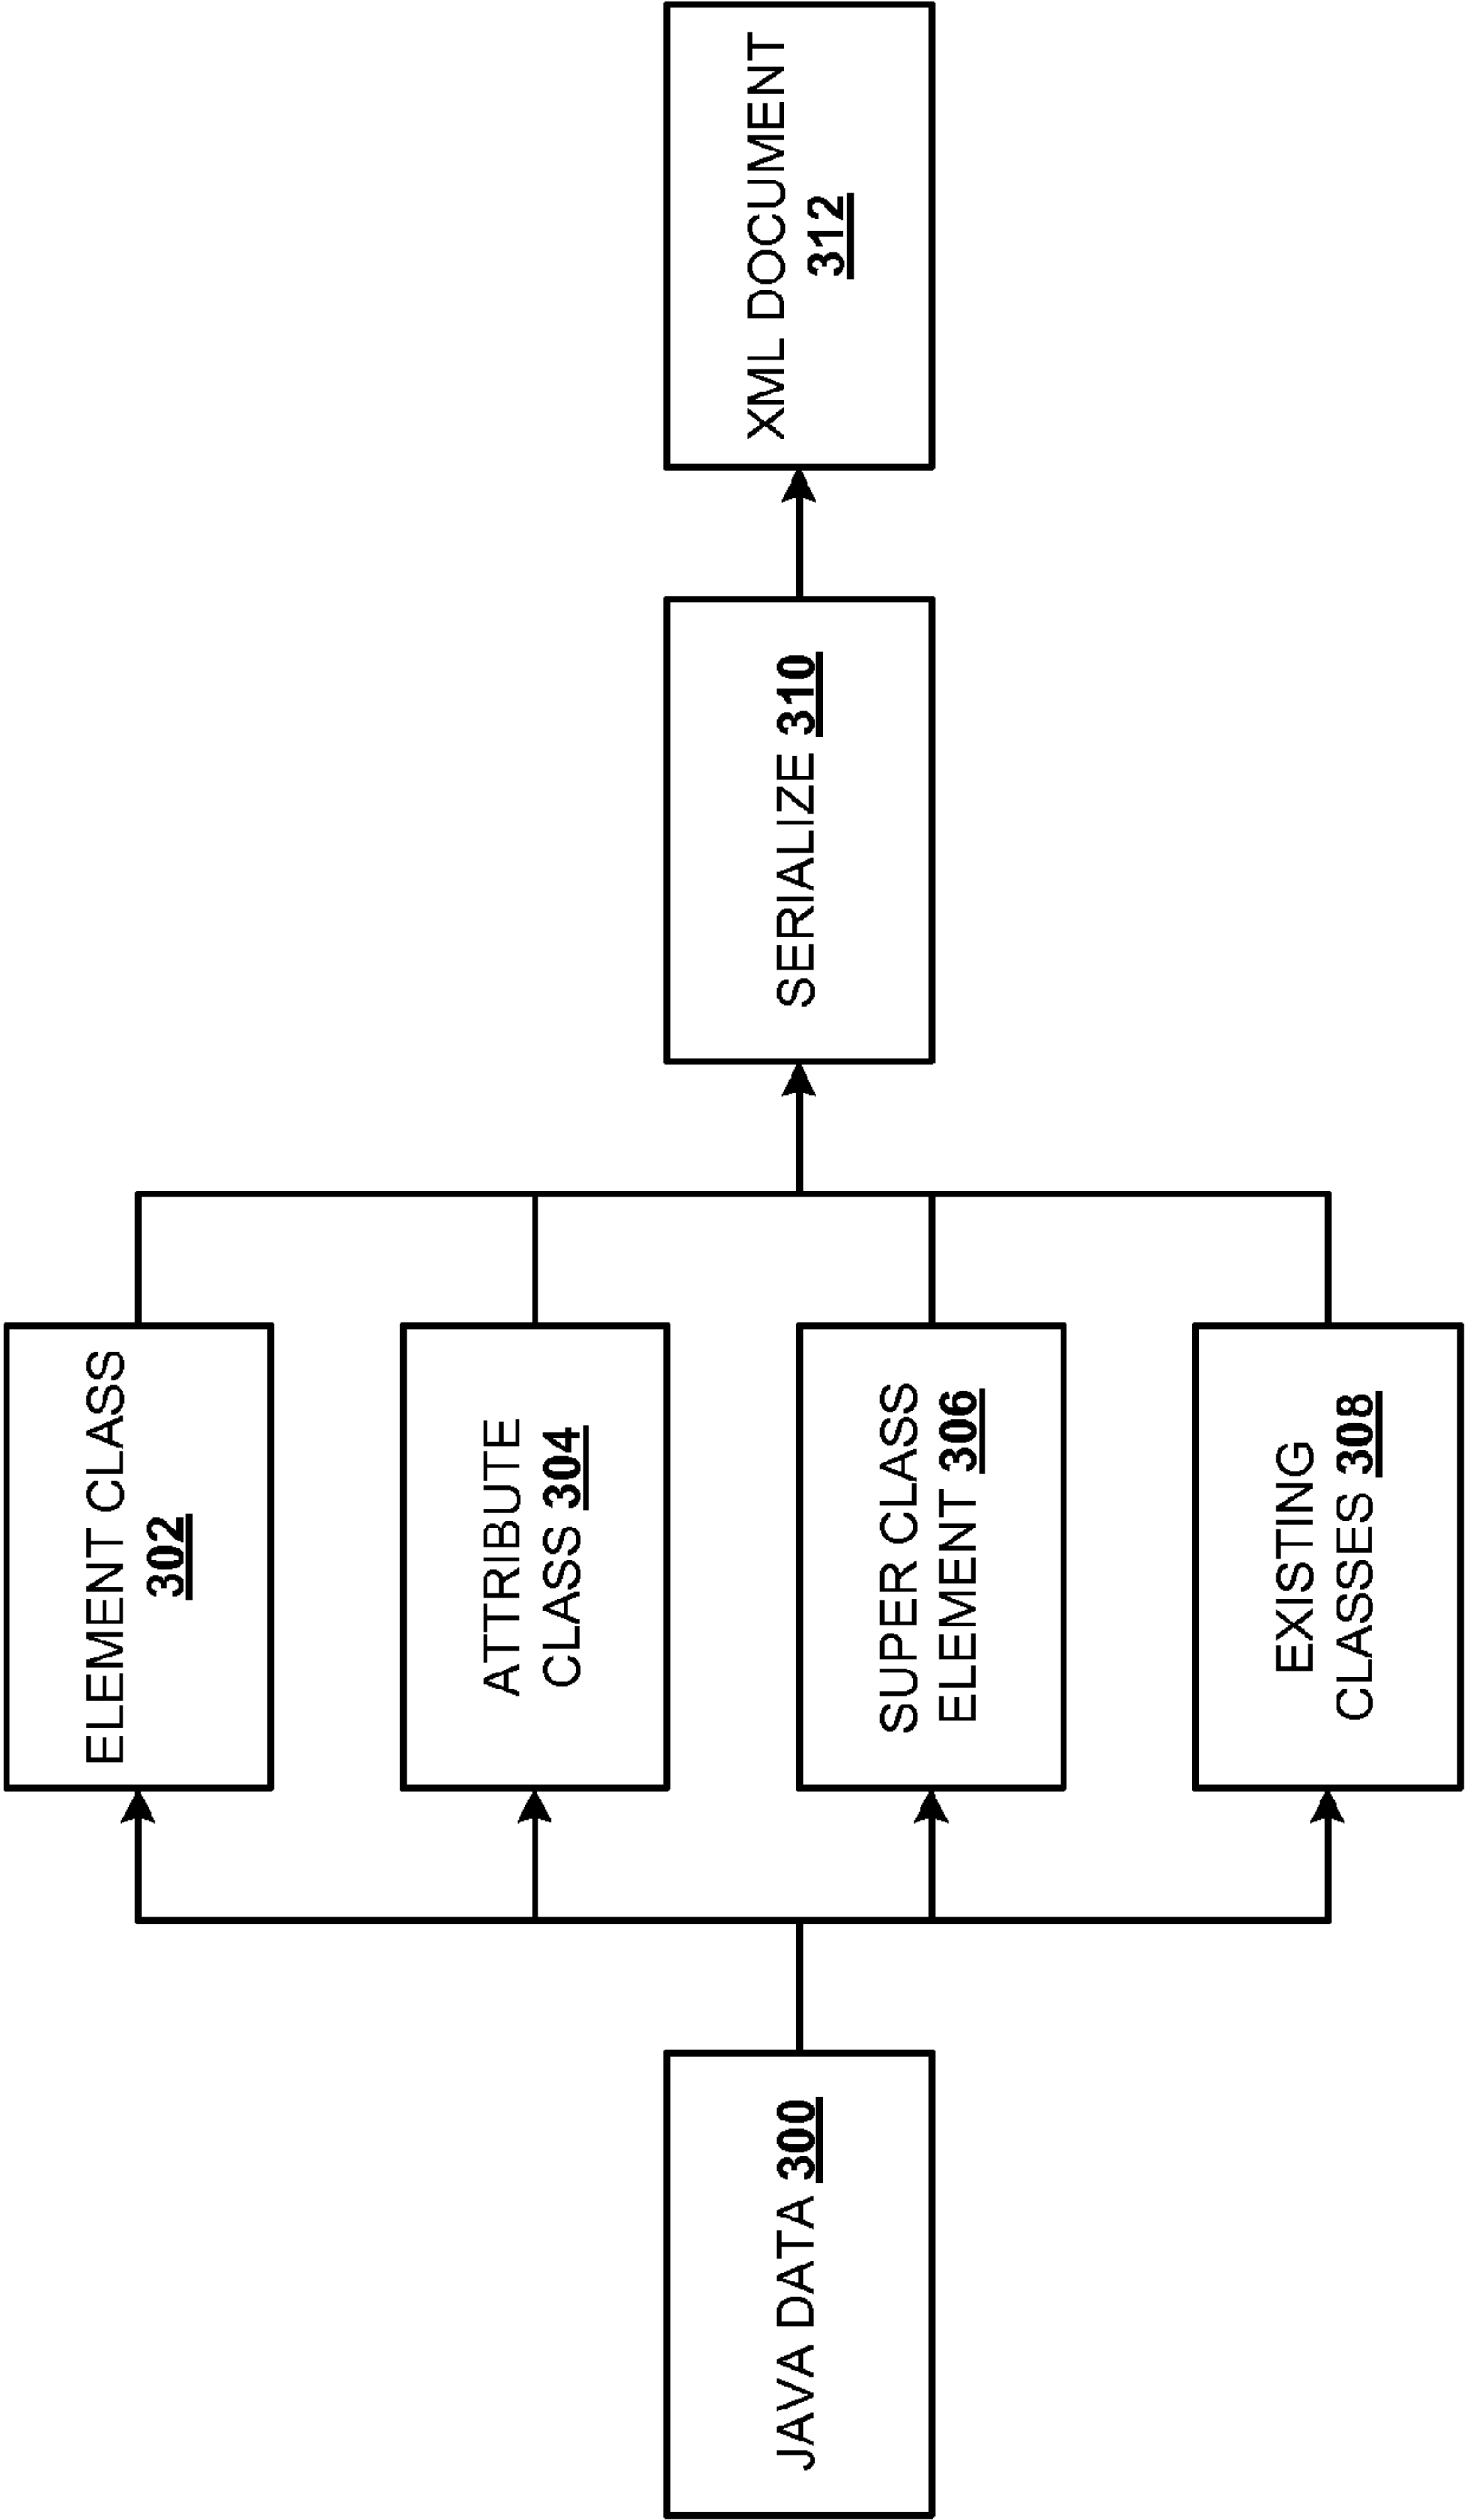 JAVA DATA 300
ELEMENT CLASS
302
ATTRIBUTE
CLASS 304
SUPER CLASS
ELEMENT 306
EXISTING
CLASSES 308
SERIALIZE 310
XML DOCUMENT
312